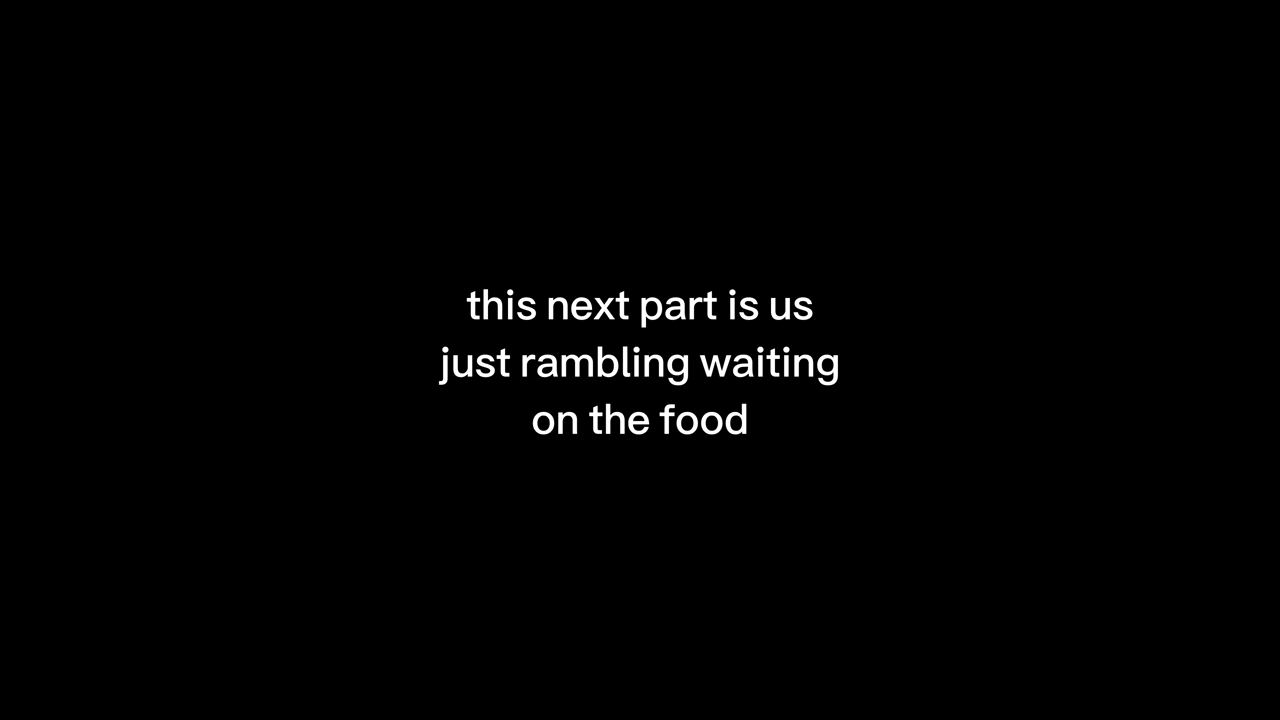 this next part is us
just rambling waiting
on the food